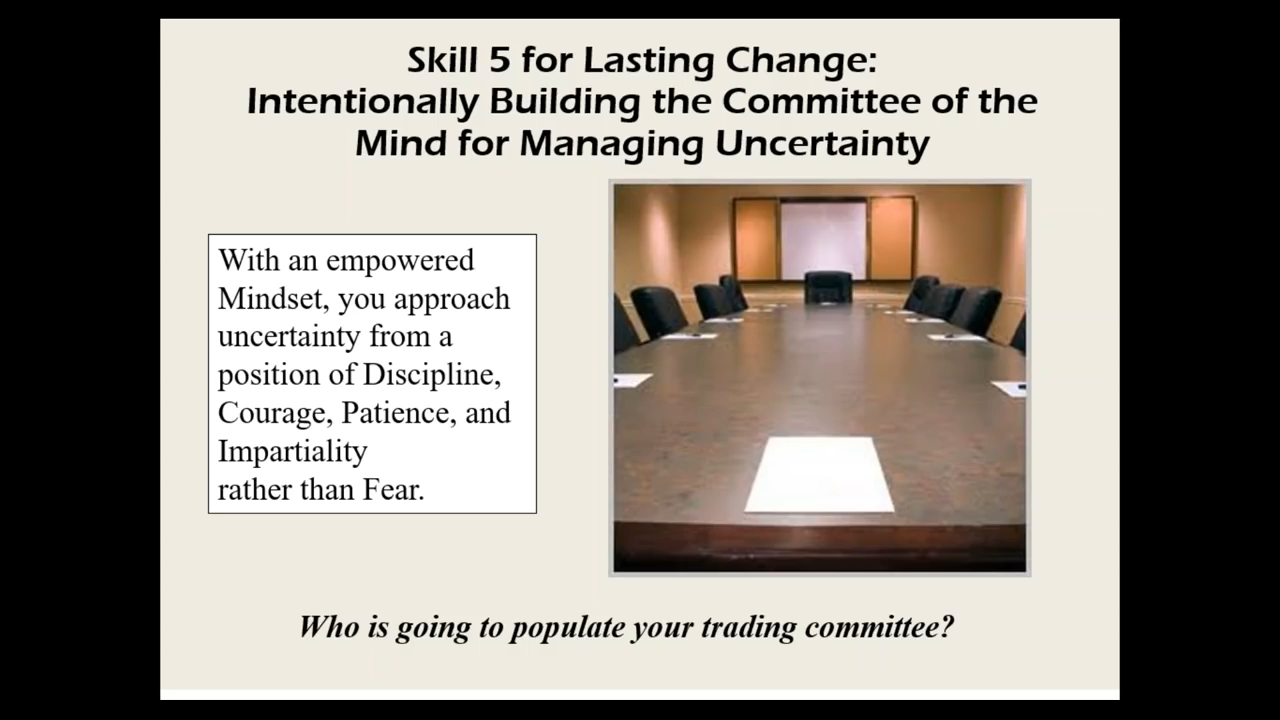 Skill 5 for Lasting Change:
Intentionally Building the Committee of the
Mind for Managing Uncertainty
With an empowered
Mindset, you approach
uncertainty from a
position of Discipline,
Courage, Patience, and
Impartiality
rather than Fear.
Who is going to populate your trading committee?